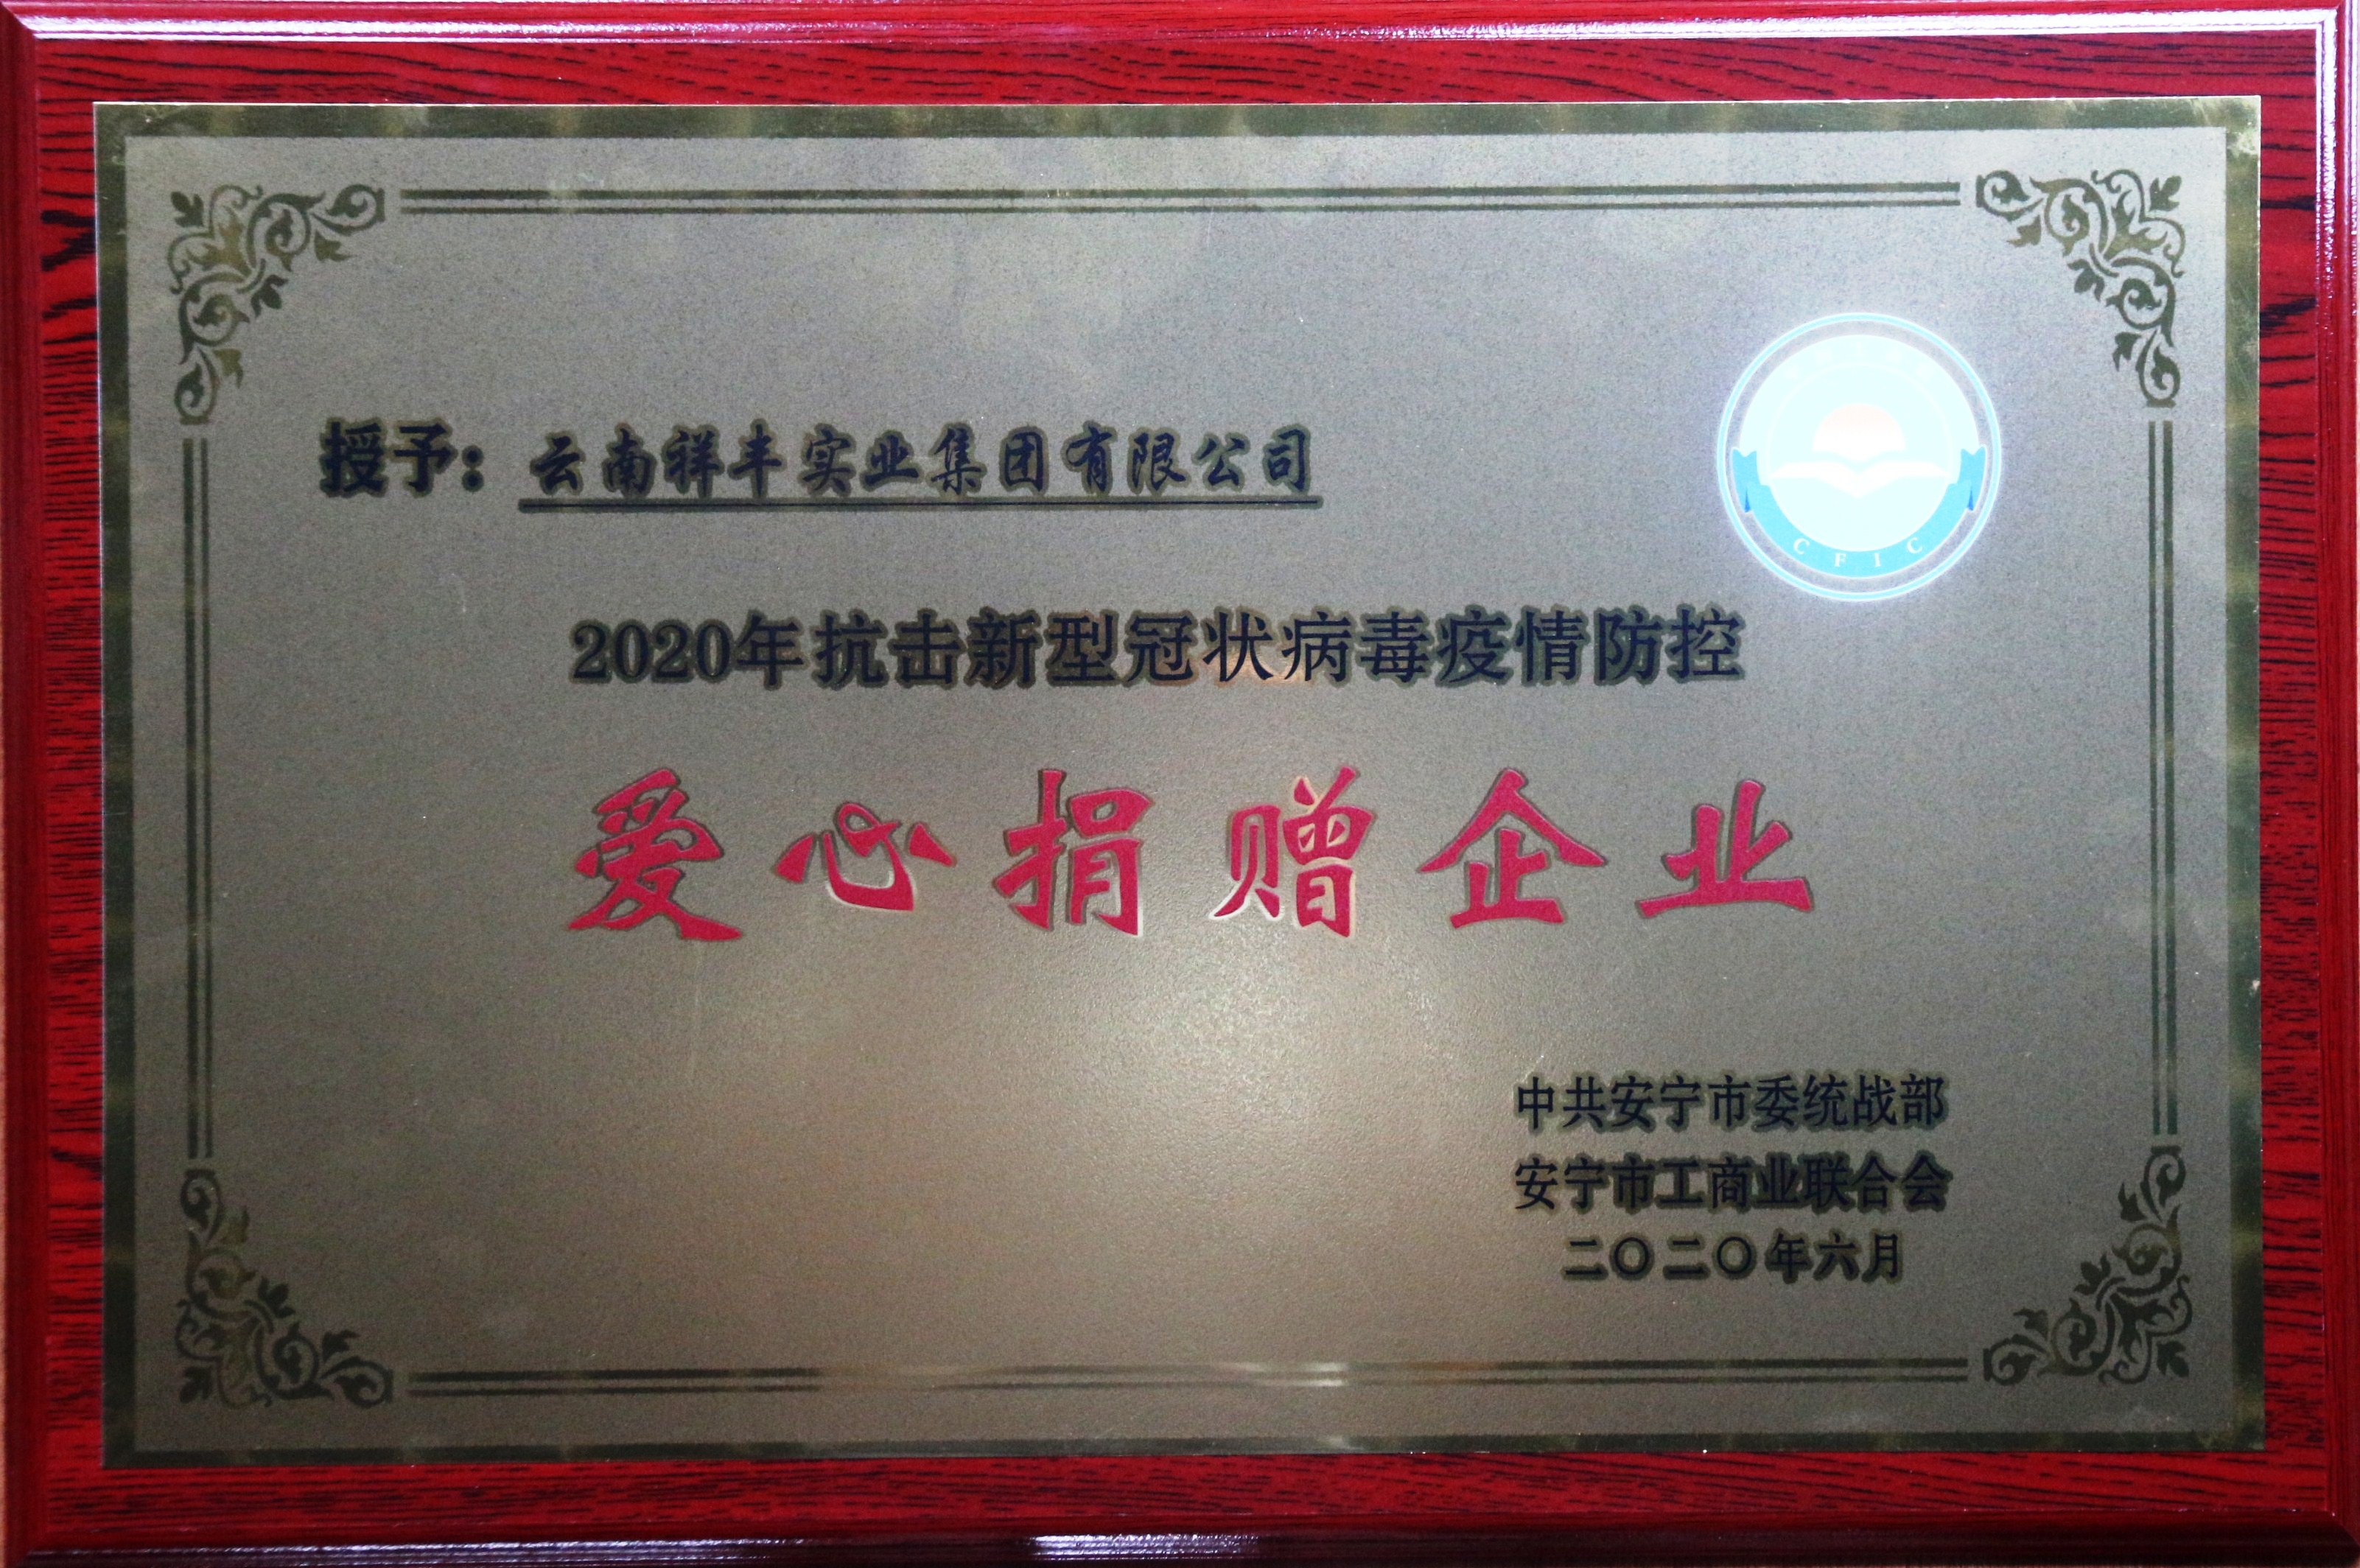 授予：云南祥丰实业集团有限公司
CFIC
2020年抗击新型冠状病毒疫情防控
爱心捐赠企业
中共安宁市委统战部
安宁市工商业联合会
二〇二〇年六月